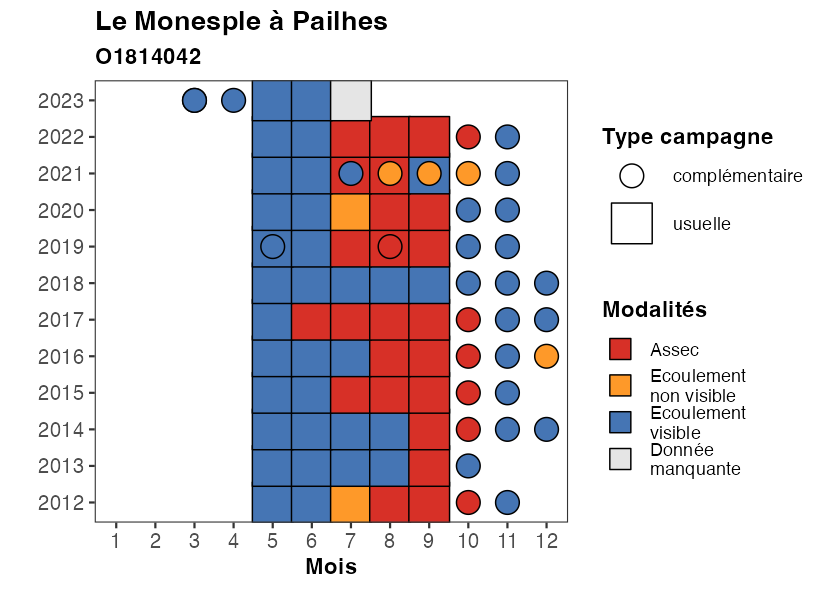 Le Monesple à Pailhes
O1814042
2023
2022
2021
2020
2019
2018
2017
2016
2015
2014
2013
2012
1 2 3 4 5 6 7 8 9 10 11 12
Mois
Type campagne
complémentaire
usuelle
Modalités
Assec
Ecoulement
non visible
Ecoulement
visible
Donnée
manquante